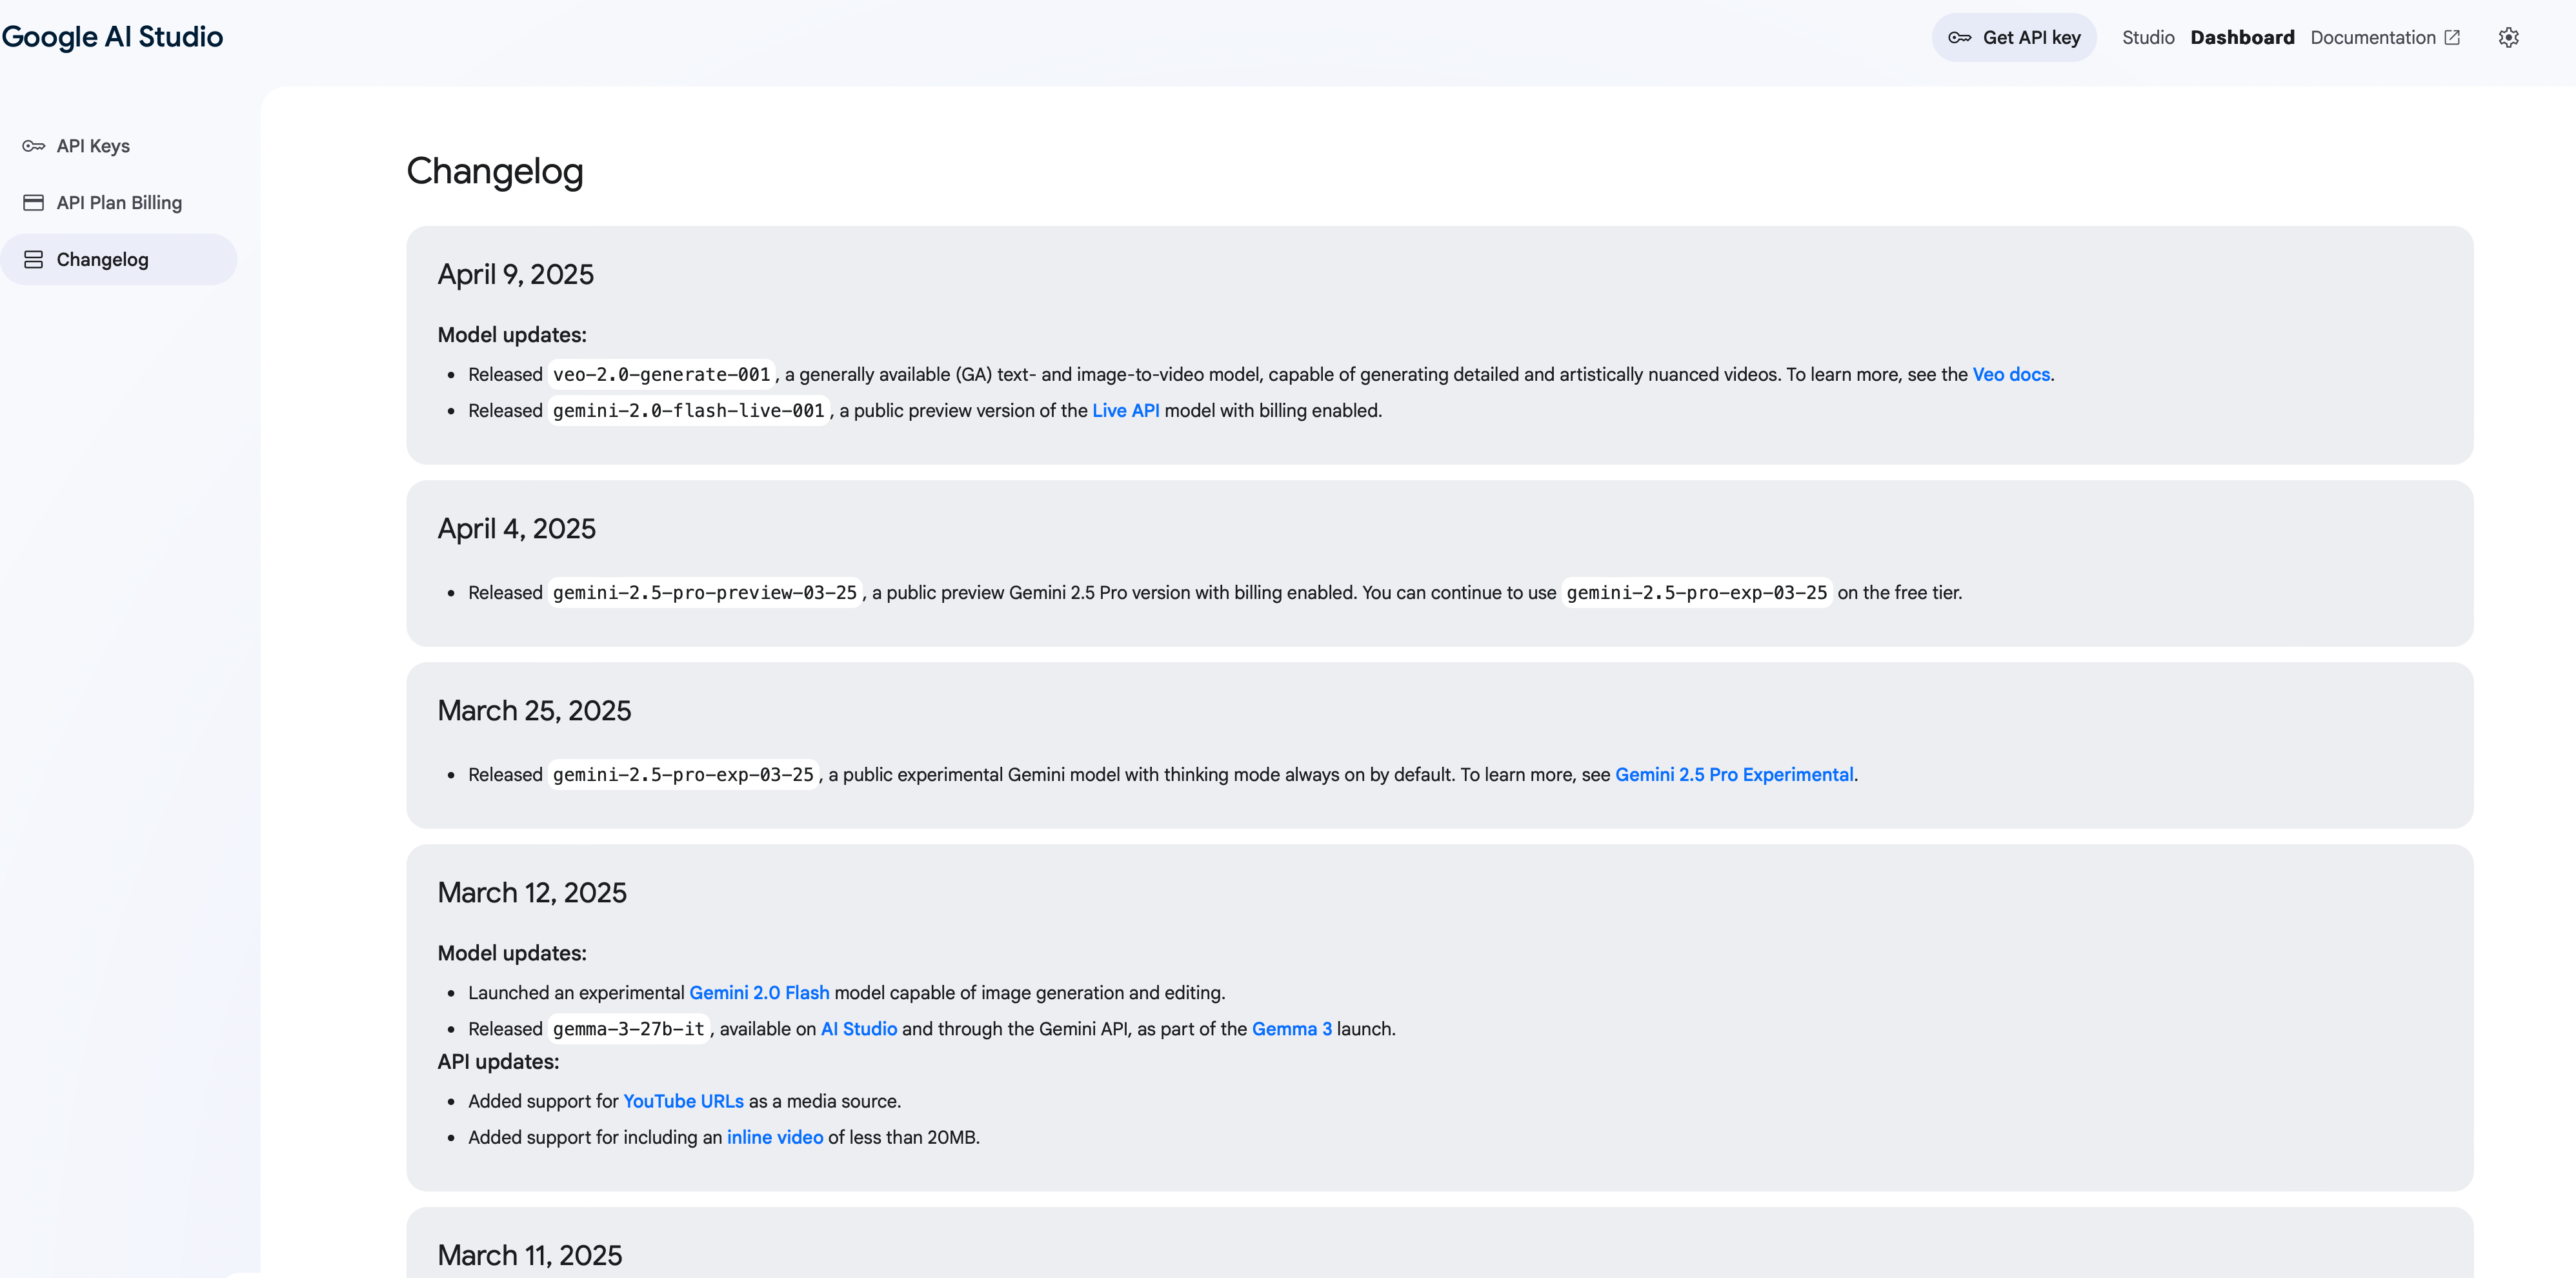 Google AI Studio
Get API key
Studio
Dashboard
Documentation
API Keys
API Plan Billing
Changelog
Changelog
April 9, 2025
Model updates:
Released veo-2.0-generate-001, a generally available (GA) text- and image-to-video model, capable of generating detailed and artistically nuanced videos. To learn more, see the Veo docs.
Released gemini-2.0-flash-live-001, a public preview version of the Live API model with billing enabled.
April 4, 2025
Released gemini-2.5-pro-preview-03-25, a public preview Gemini 2.5 Pro version with billing enabled. You can continue to use gemini-2.5-pro-exp-03-25 on the free tier.
March 25, 2025
Released gemini-2.5-pro-exp-03-25, a public experimental Gemini model with thinking mode always on by default. To learn more, see Gemini 2.5 Pro Experimental.
March 12, 2025
Model updates:
Launched an experimental Gemini 2.0 Flash model capable of image generation and editing.
Released gemma-3-27b-it, available on AI Studio and through the Gemini API, as part of the Gemma 3 launch.
API updates:
Added support for YouTube URLs as a media source.
Added support for including an inline video of less than 20MB.
March 11, 2025